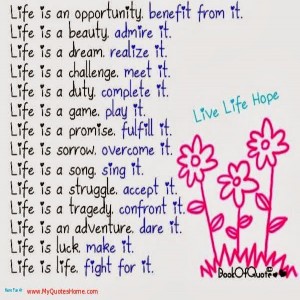 Life is an opportunity. benefit from it.
Life is a beauty. admire it.
Life is a dream. realize it.
Life is a challenge. meet it.
Life is a duty. complete it.
Life is a game. play it.
Life is a promise. fulfill it.
Life is sorrow. overcome it.
Life is a song. sing it.
Life is a struggle. accept it.
Life is a tragedy. confront it.
Life is an adventure. dare it.
Life is luck. make it.
Life is life. fight for it.
Live Life Hope
BookOfQuote
www.MyQuotesHome.com